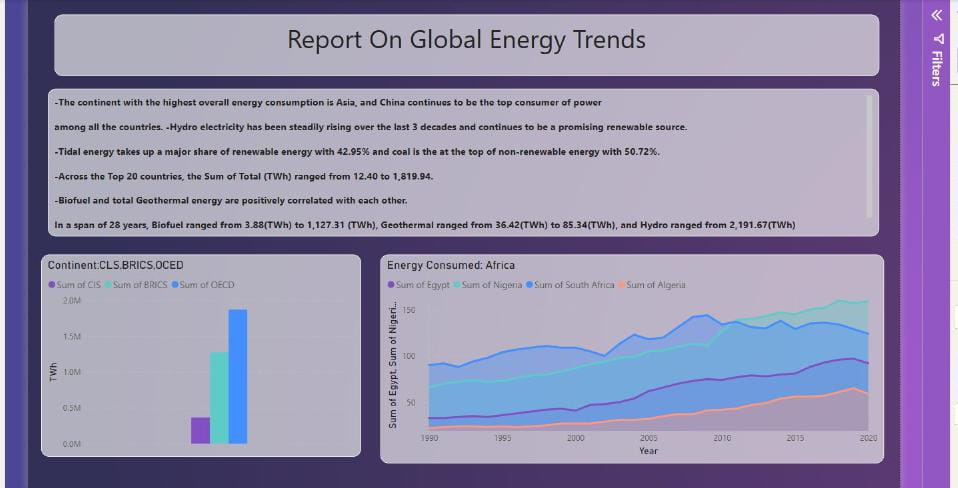 Report On Global Energy Trends
Filters
-The continent with the highest overall energy consumption is Asia, and China continues to be the top consumer of power
among all the countries. -Hydro electricity has been steadily rising over the last 3 decades and continues to be a promising renewable source.
-Tidal energy takes up a major share of renewable energy with 42.95% and coal is the at the top of non-renewable energy with 50.72%.
-Across the Top 20 countries, the Sum of Total (TWh) ranged from 12.40 to 1,819.94.
-Biofuel and total Geothermal energy are positively correlated with each other.
In a span of 28 years, Biofuel ranged from 3.88(TWh) to 1,127.31 (TWh), Geothermal ranged from 36.42(TWh) to 85.34(TWh), and Hydro ranged from 2,191.67(TWh)
Continent:CLS,BRICS,OCED
Sum of CIS Sum of BRICS Sum of OECD
2.0M
1.5M
1.0M
0.5M
0.0M
TWh
Energy Consumed: Africa
Sum of Egypt Sum of Nigeria Sum of South Africa Sum of Algeria
Sum of Egypt, Sum of Nigeri...
150
100
50
1990 1995 2000 2005 2010 2015 2020
Year